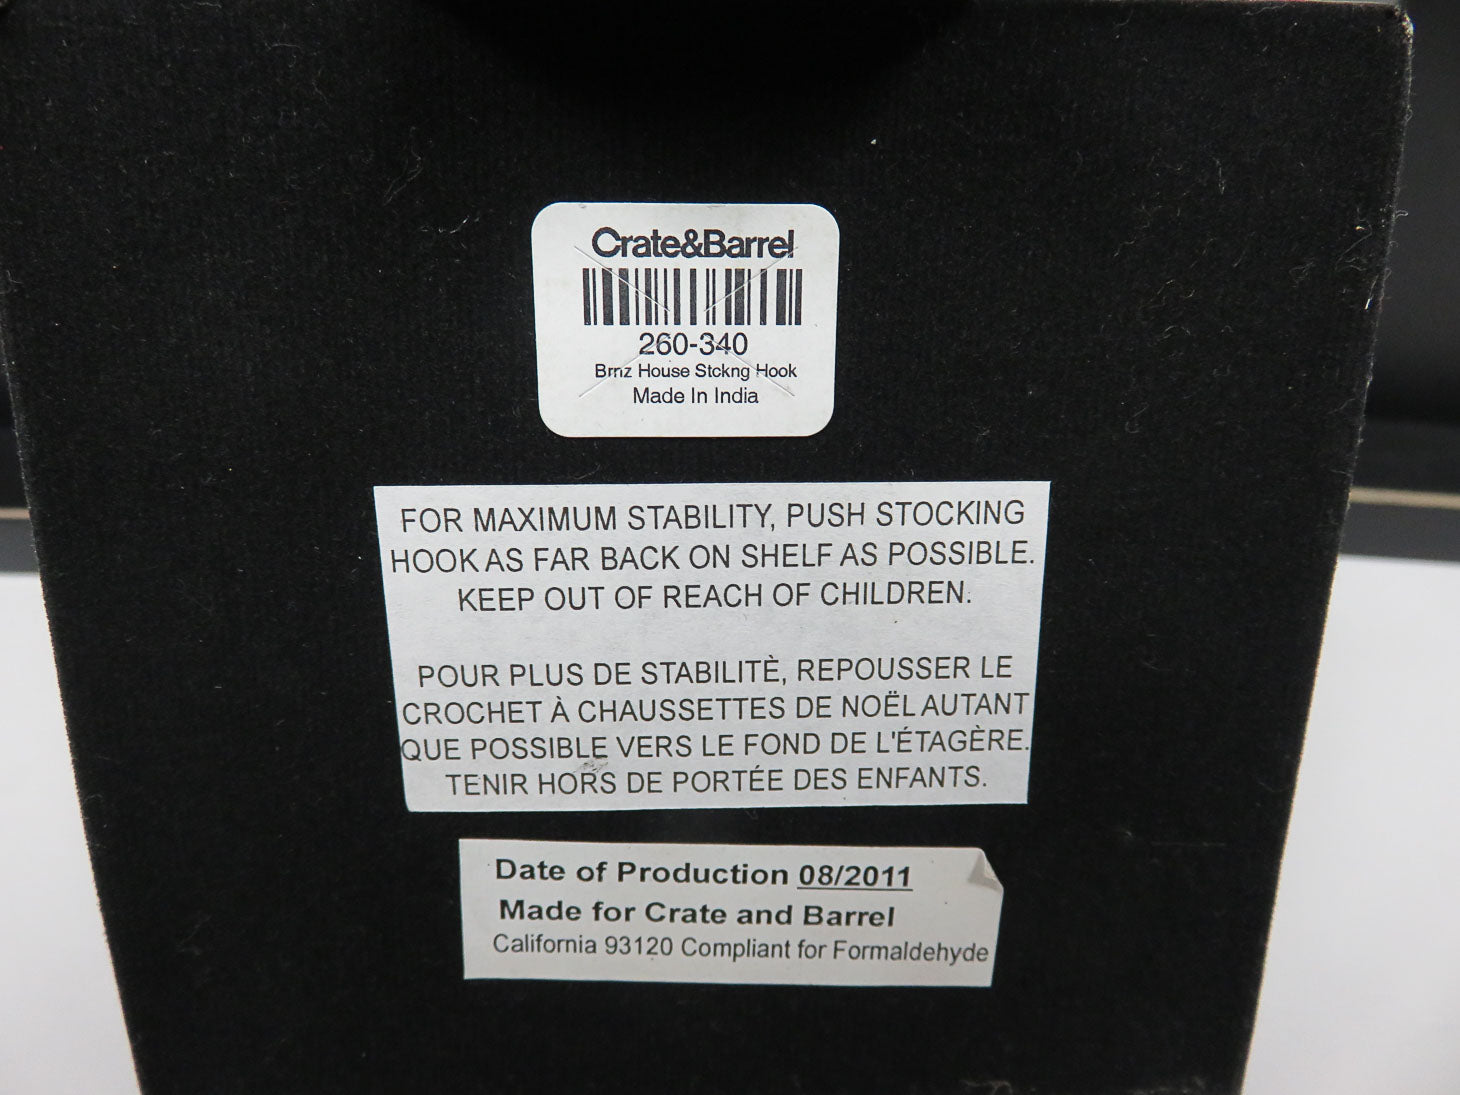 Crate&Barrel
260-340
Brnz House Stckng Hook
Made In India
FOR MAXIMUM STABILITY, PUSH STOCKING
HOOK AS FAR BACK ON SHELF AS POSSIBLE.
KEEP OUT OF REACH OF CHILDREN.
POUR PLUS DE STABILITÈ, REPOUSSER LE
CROCHET À CHAUSSETTES DE NOËL AUTANT
QUE POSSIBLE VERS LE FOND DE L'ÉTAGÈRE.
TENIR HORS DE PORTÉE DES ENFANTS.
Date of Production 08/2011
Made for Crate and Barrel
California 93120 Compliant for Formaldehyde